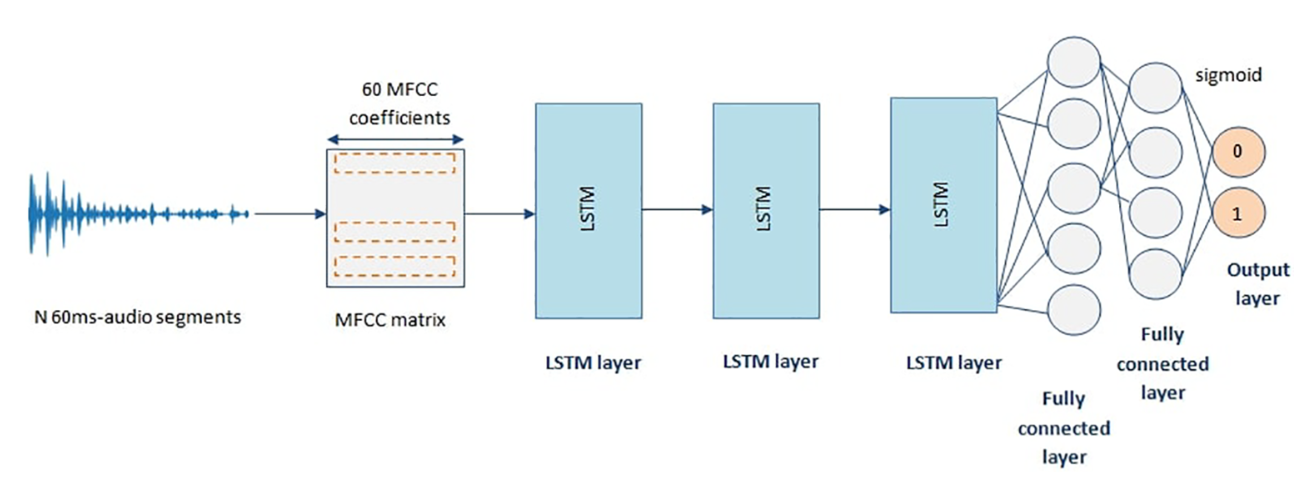 N 60ms-audio segments
60 MFCC
coefficients
MFCC matrix
LSTM
LSTM layer
LSTM
LSTM layer
LSTM
LSTM layer
Fully
connected
layer
Fully
connected
layer
sigmoid
0
1
Output
layer